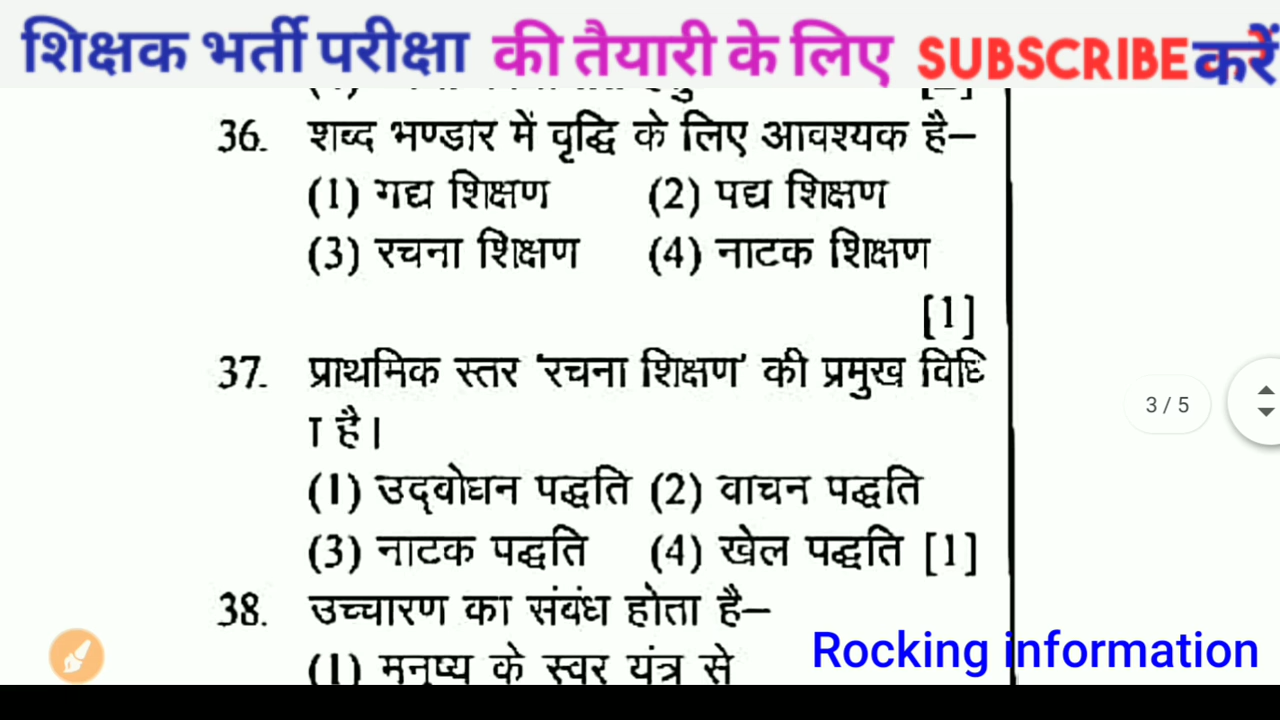 शिक्षक भर्ती परीक्षा की तैयारी के लिए SUBSCRIBE करें
36. शब्द भण्डार में वृद्धि के लिए आवश्यक है–
(1) गद्य शिक्षण (2) पद्य शिक्षण
(3) रचना शिक्षण (4) नाटक शिक्षण
[1]
37. प्राथमिक स्तर 'रचना शिक्षण' की प्रमुख विधि
ा है।
(1) उद्‌बोधन पद्धति (2) वाचन पद्धति
(3) नाटक पद्धति (4) खेल पद्धति [1]
3 / 5
38. उच्चारण का संबंध होता है–
(1) मनुष्य के स्वर यंत्र से
Rocking information